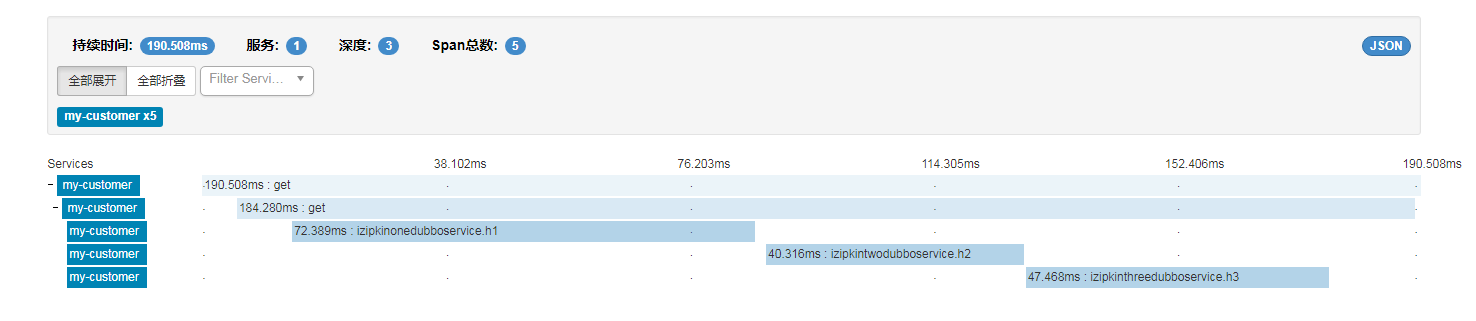 持续时间: 190.508ms 服务: 1 深度: 3 Span总数: 5 JSON
全部展开 全部折叠 Filter Servi...
my-customer x5
Services 38.102ms 76.203ms 114.305ms 152.406ms 190.508ms
- my-customer 190.508ms : get
- my-customer 184.280ms : get
my-customer 72.389ms : izipkinonedubboservice.h1
my-customer 40.316ms : izipkintwodubboservice.h2
my-customer 47.468ms : izipkinthreedubboservice.h3